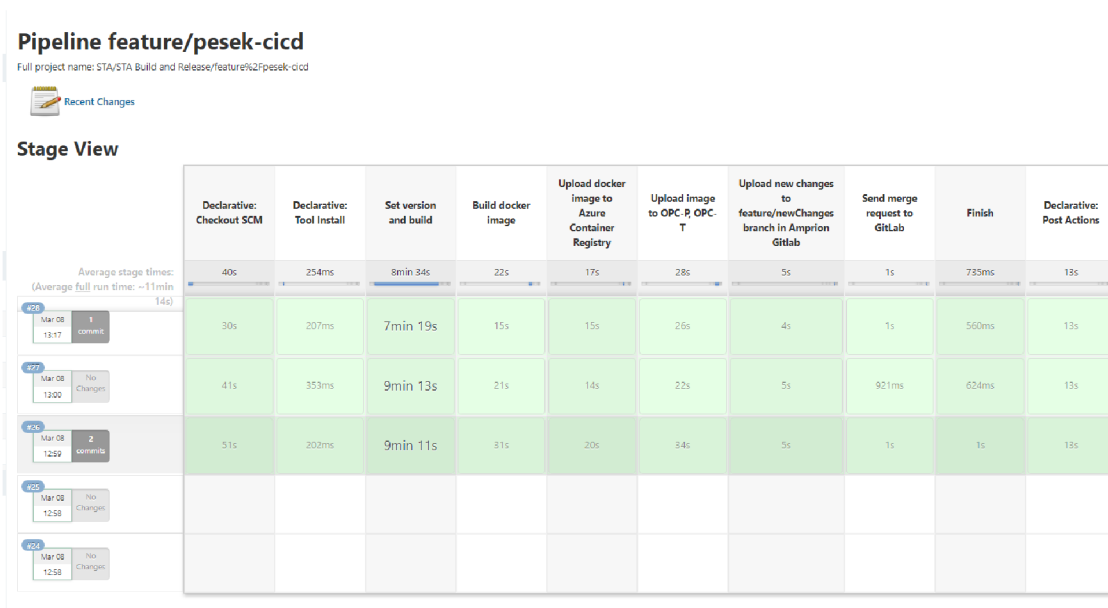 Pipeline feature/pesek-cicd
Full project name: STA/STA Build and Release/feature%2Fpesek-cicd
Recent Changes
Stage View
Declarative:
Checkout SCM
Declarative:
Tool Install
Set version
and build
Build docker
image
Upload docker
image to
Azure
Container
Registry
Upload image
to OPC-P, OPC-
T
Upload new changes
to
feature/newChanges
branch in Amprion
Gitlab
Send merge
request to
GitLab
Finish
Declarative:
Post Actions
Average stage times:
(Average full run time: ~11min
14s)
40s
254ms
8min 34s
22s
17s
28s
5s
1s
735ms
13s
#28
Mar 08
13:17
1
commit
30s
207ms
7min 19s
15s
15s
26s
4s
1s
560ms
13s
#27
Mar 08
13:00
No
Changes
41s
353ms
9min 13s
21s
14s
22s
5s
921ms
624ms
13s
#26
Mar 08
12:59
2
commits
51s
202ms
9min 11s
31s
20s
34s
5s
1s
1s
13s
#25
Mar 08
12:58
No
Changes
#24
Mar 08
12:58
No
Changes